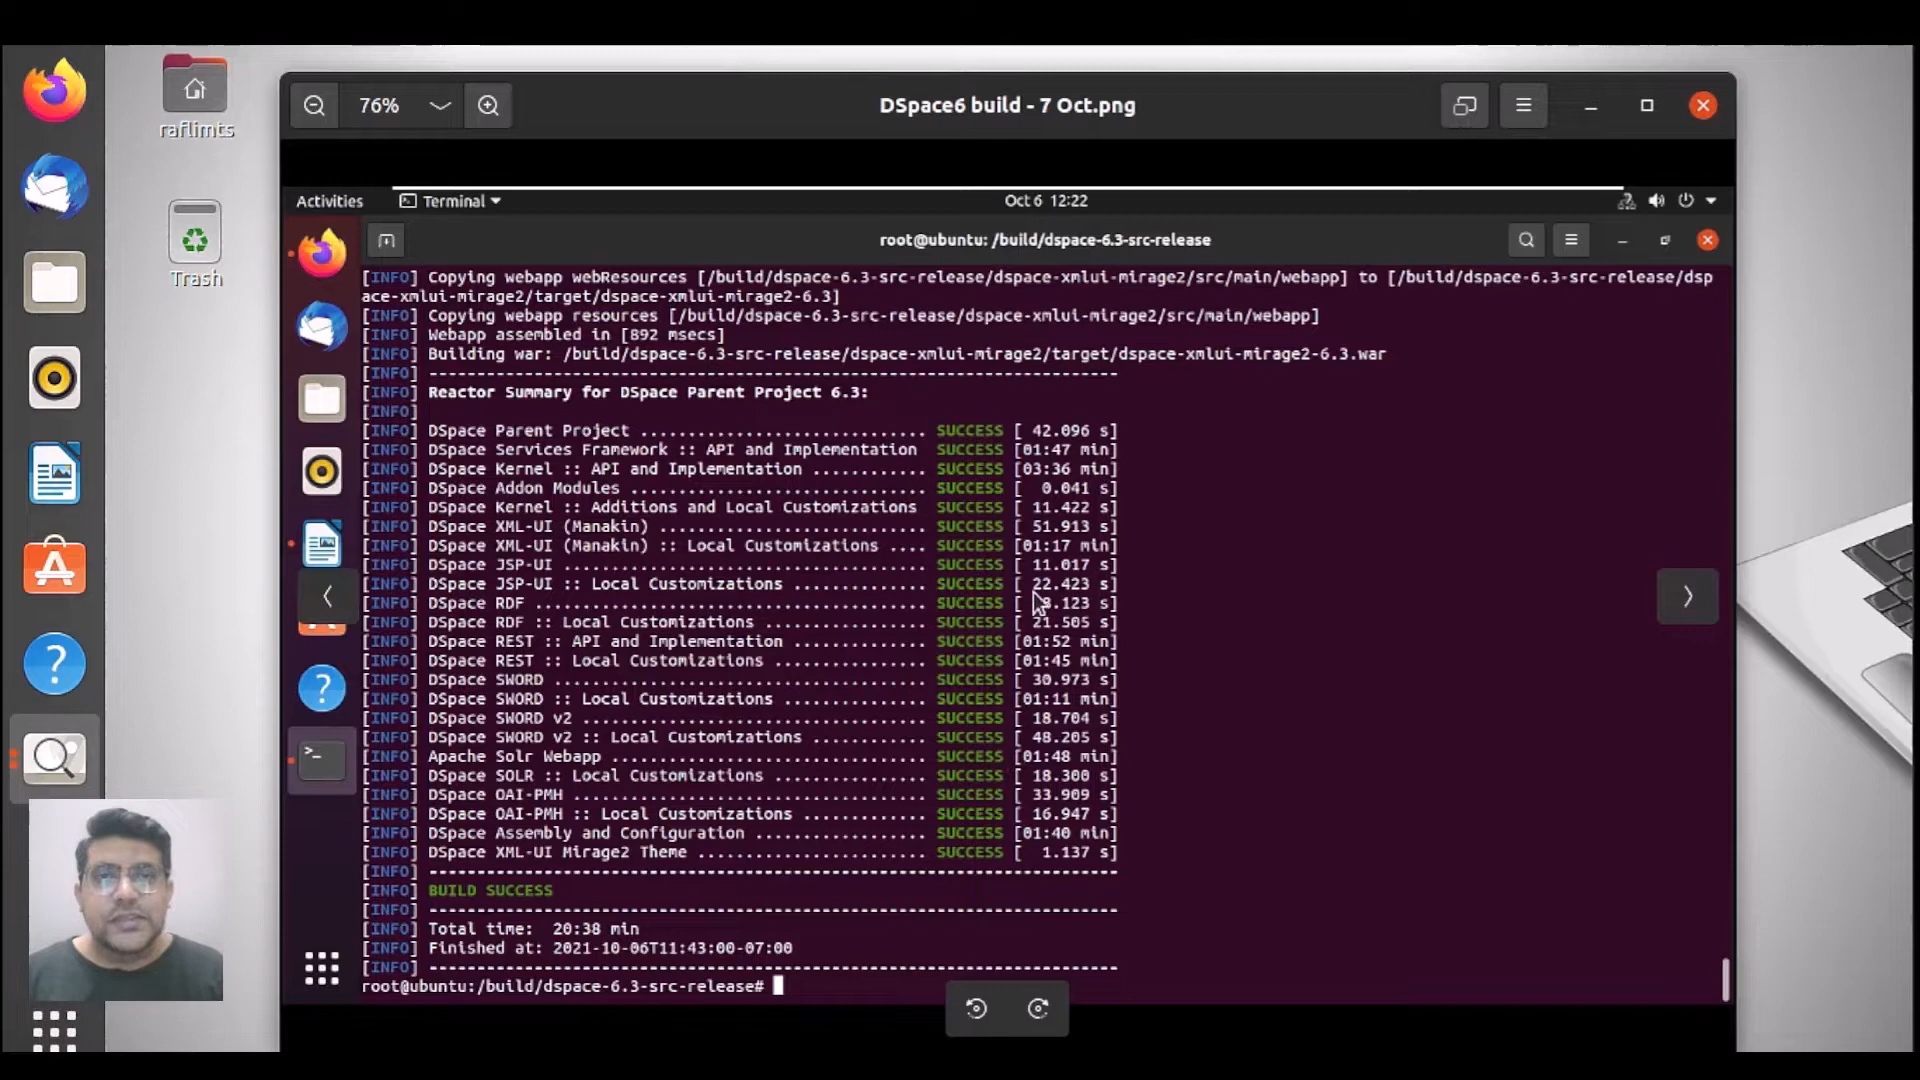 raflimts
Trash
76%
DSpace6 build - 7 Oct.png
Activities
Terminal
Oct 6 12:22
root@ubuntu: /build/dspace-6.3-src-release
[INFO] Copying webapp webResources [/build/dspace-6.3-src-release/dspace-xmlui-mirage2/src/main/webapp] to [/build/dspace-6.3-src-release/dsp
ace-xmlui-mirage2/target/dspace-xmlui-mirage2-6.3]
[INFO] Copying webapp resources [/build/dspace-6.3-src-release/dspace-xmlui-mirage2/src/main/webapp]
[INFO] Webapp assembled in [892 msecs]
[INFO] Building war: /build/dspace-6.3-src-release/dspace-xmlui-mirage2/target/dspace-xmlui-mirage2-6.3.war
[INFO] ------------------------------------------------------------------------
[INFO] Reactor Summary for DSpace Parent Project 6.3:
[INFO]
[INFO] DSpace Parent Project .............................. SUCCESS [ 42.096 s]
[INFO] DSpace Services Framework :: API and Implementation  SUCCESS [01:47 min]
[INFO] DSpace Kernel :: API and Implementation ............ SUCCESS [03:36 min]
[INFO] DSpace Addon Modules ............................... SUCCESS [  0.041 s]
[INFO] DSpace Kernel :: Additions and Local Customizations  SUCCESS [ 11.422 s]
[INFO] DSpace XML-UI (Manakin) ............................ SUCCESS [ 51.913 s]
[INFO] DSpace XML-UI (Manakin) :: Local Customizations .... SUCCESS [01:17 min]
[INFO] DSpace JSP-UI ...................................... SUCCESS [ 11.017 s]
[INFO] DSpace JSP-UI :: Local Customizations .............. SUCCESS [ 22.423 s]
[INFO] DSpace RDF ......................................... SUCCESS [ .123 s]
[INFO] DSpace RDF :: Local Customizations ................. SUCCESS [ 21.505 s]
[INFO] DSpace REST :: API and Implementation .............. SUCCESS [01:52 min]
[INFO] DSpace REST :: Local Customizations ................ SUCCESS [01:45 min]
[INFO] DSpace SWORD ....................................... SUCCESS [ 30.973 s]
[INFO] DSpace SWORD :: Local Customizations ............... SUCCESS [01:11 min]
[INFO] DSpace SWORD v2 .................................... SUCCESS [ 18.704 s]
[INFO] DSpace SWORD v2 :: Local Customizations ............ SUCCESS [ 48.205 s]
[INFO] Apache Solr Webapp ................................. SUCCESS [01:48 min]
[INFO] DSpace SOLR :: Local Customizations ................ SUCCESS [ 18.300 s]
[INFO] DSpace OAI-PMH ..................................... SUCCESS [ 33.909 s]
[INFO] DSpace OAI-PMH :: Local Customizations ............. SUCCESS [ 16.947 s]
[INFO] DSpace Assembly and Configuration .................. SUCCESS [01:40 min]
[INFO] DSpace XML-UI Mirage2 Theme ........................ SUCCESS [  1.137 s]
[INFO] ------------------------------------------------------------------------
[INFO] BUILD SUCCESS
[INFO] ------------------------------------------------------------------------
[INFO] Total time:  20:38 min
[INFO] Finished at: 2021-10-06T11:43:00-07:00
[INFO] ------------------------------------------------------------------------
root@ubuntu:/build/dspace-6.3-src-release#